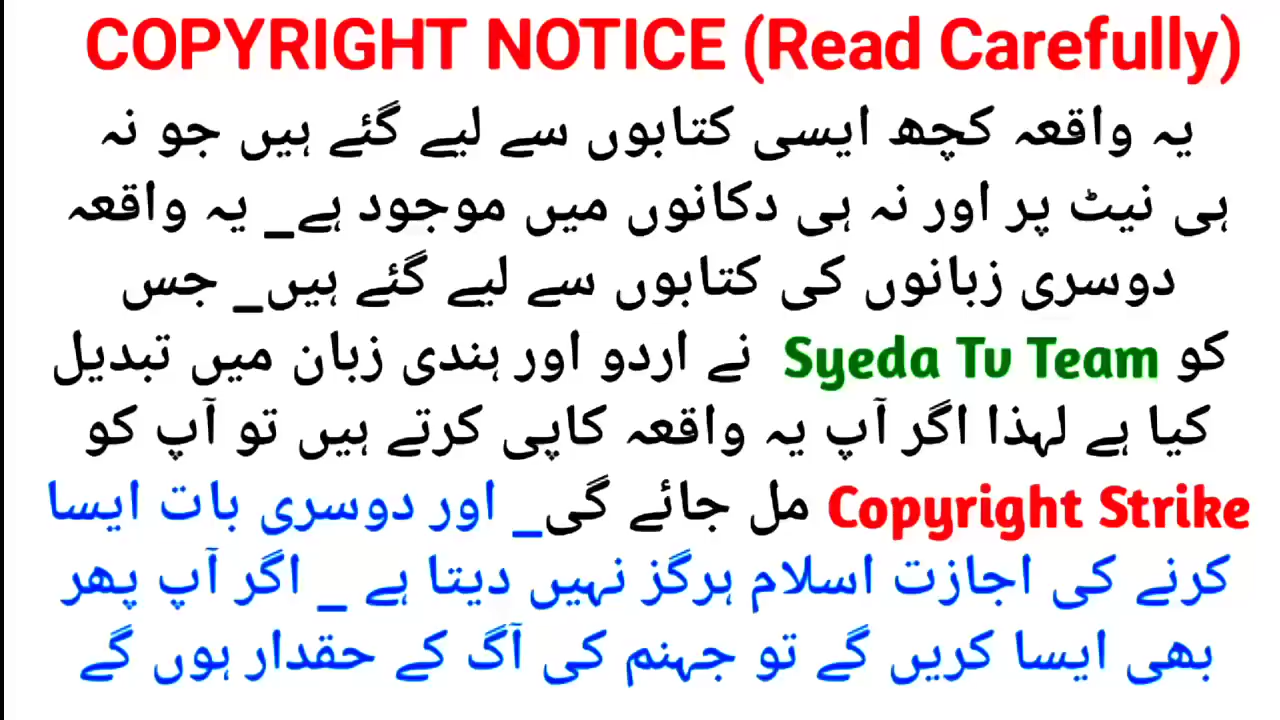 COPYRIGHT NOTICE (Read Carefully)
یہ واقعہ کچھ ایسی کتابوں سے لیے گئے ہیں جو نہ
ہی نیٹ پر اور نہ ہی دکانوں میں موجود ہے_ یہ واقعہ
دوسری زبانوں کی کتابوں سے لیے گئے ہیں_ جس
کو Syeda Tv Team نے اردو اور ہندی زبان میں تبدیل
کیا ہے لہذا اگر آپ یہ واقعہ کاپی کرتے ہیں تو آپ کو
Copyright Strike مل جائے گی_ اور دوسری بات ایسا
کرنے کی اجازت اسلام ہرگز نہیں دیتا ہے _ اگر آپ پھر
بھی ایسا کریں گے تو جہنم کی آگ کے حقدار ہوں گے